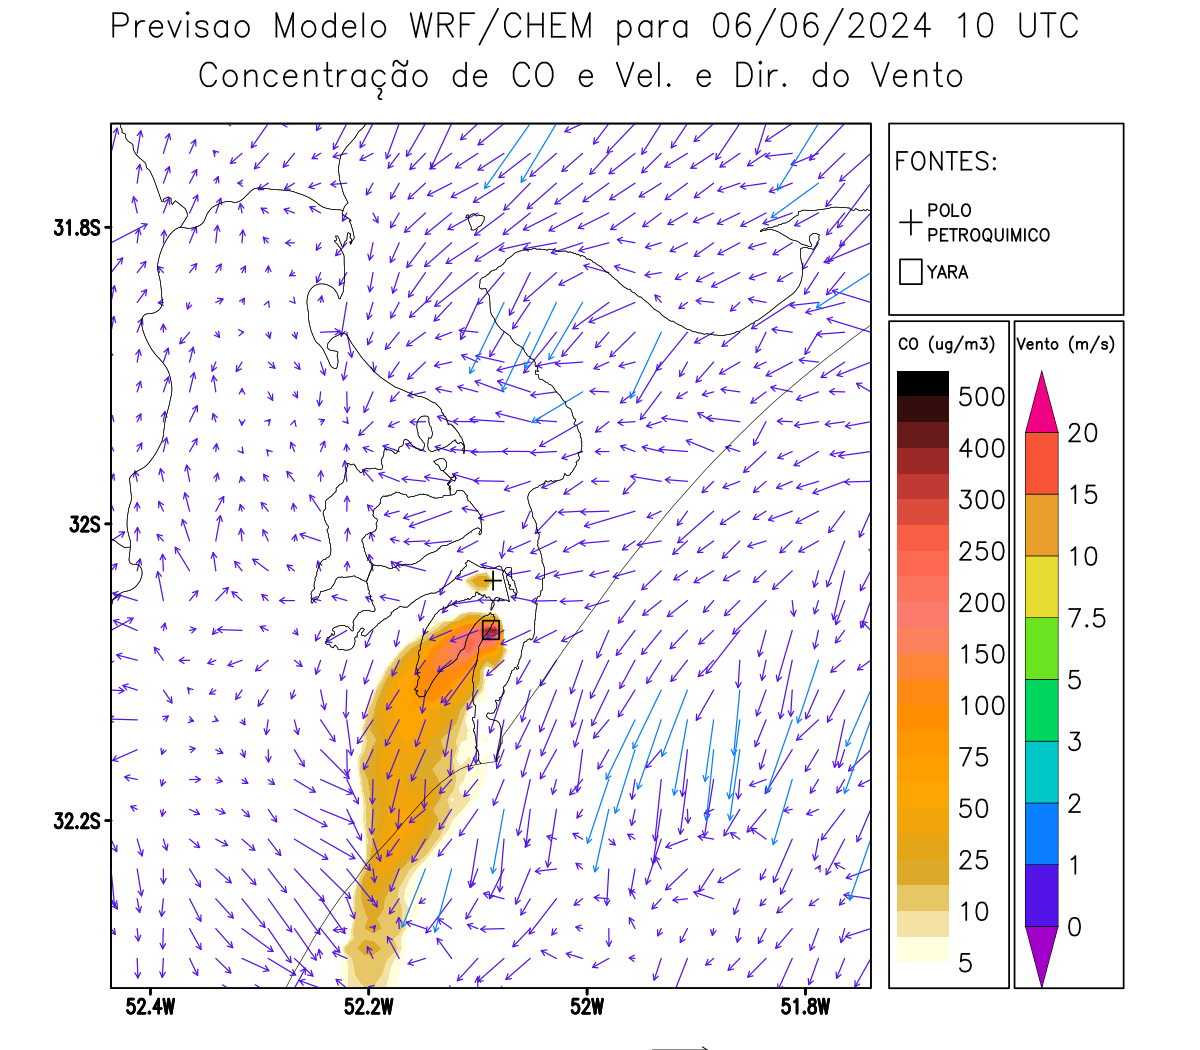 Previsao Modelo WRF/CHEM para 06/06/2024 10 UTC
Concentração de CO e Vel. e Dir. do Vento
FONTES:
POLO
PETROQUIMICO
YARA
CO (ug/m3)
500
400
300
250
200
150
100
75
50
25
10
5
Vento (m/s)
20
15
10
7.5
5
3
2
1
0
31.8S
32S
32.2S
52.4W
52.2W
52W
51.8W